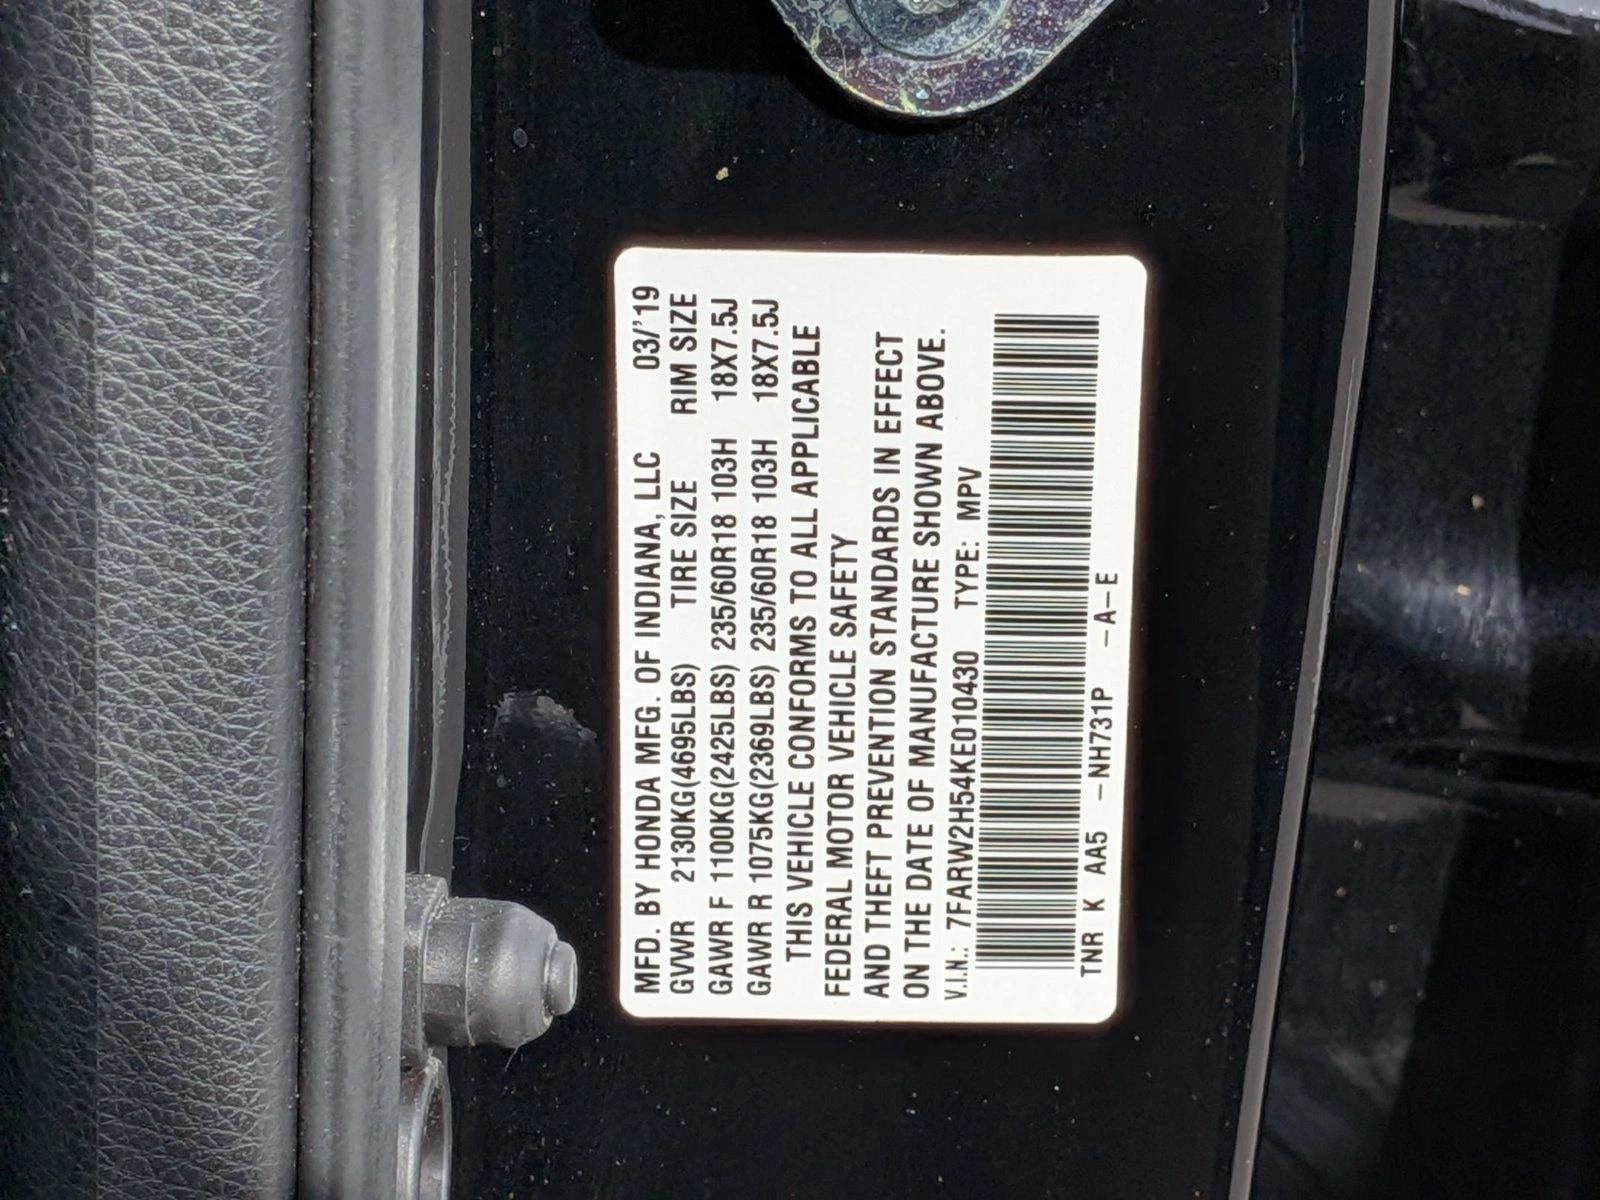 MFD. BY HONDA MFG. OF INDIANA, LLC 03/'19
GVWR 2130KG(4695LBS) TIRE SIZE RIM SIZE
GAWR F 1100KG(2425LBS) 235/60R18 103H 18X7.5J
GAWR R 1075KG(2369LBS) 235/60R18 103H 18X7.5J
THIS VEHICLE CONFORMS TO ALL APPLICABLE
FEDERAL MOTOR VEHICLE SAFETY
AND THEFT PREVENTION STANDARDS IN EFFECT
ON THE DATE OF MANUFACTURE SHOWN ABOVE.
V.I.N.: 7FARW2H54KE010430 TYPE: MPV
TNR K AA5 -NH731P -A-E